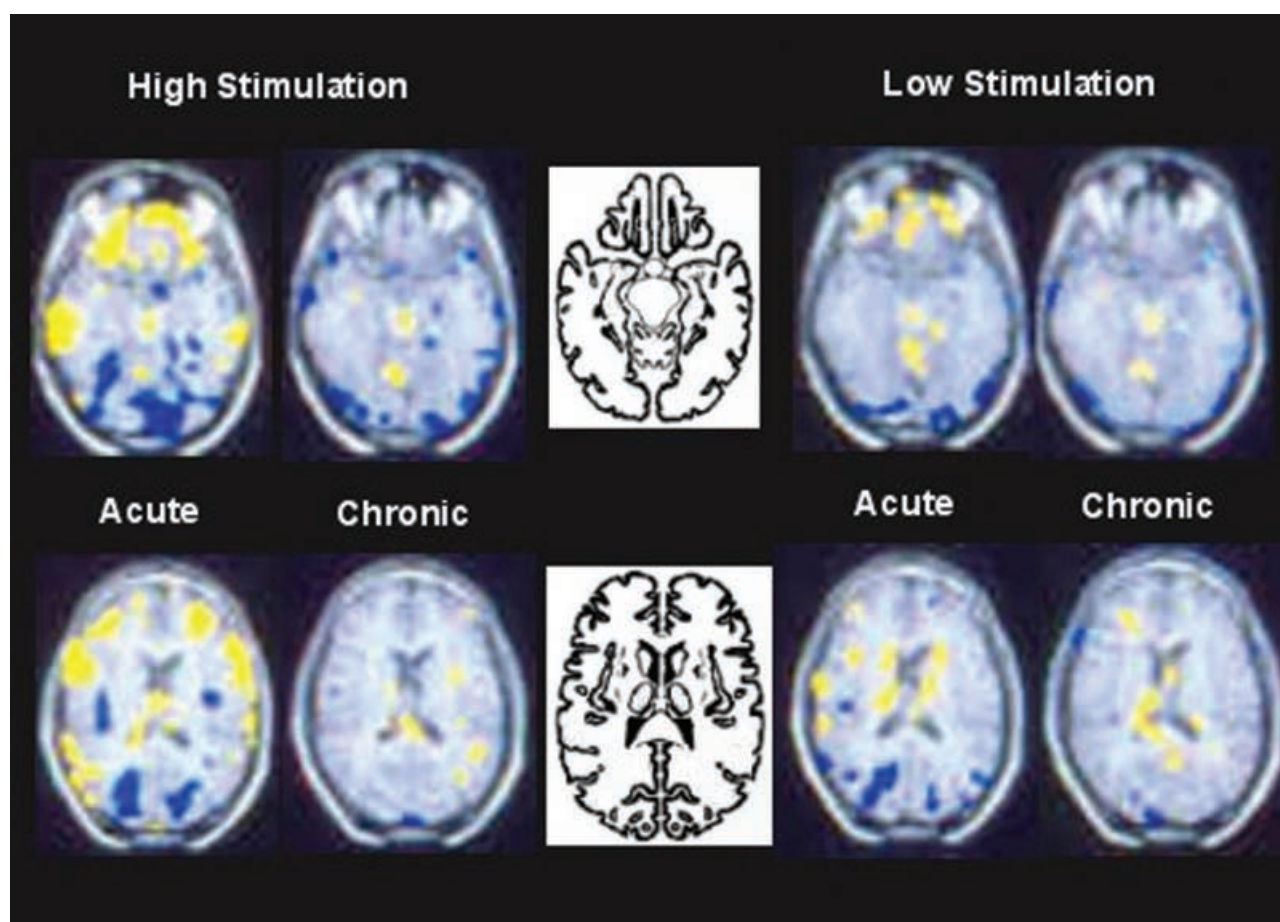 High Stimulation
Low Stimulation
Acute
Chronic
Acute
Chronic